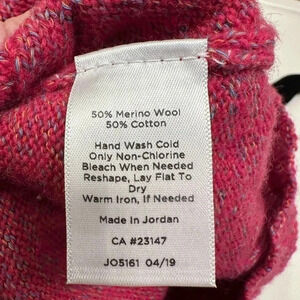 50% Merino Wool
50% Cotton
Hand Wash Cold
Only Non-Chlorine
Bleach When Needed
Reshape, Lay Flat To
Dry
Warm Iron, If Needed
Made In Jordan
CA #23147
JO5161 04/19